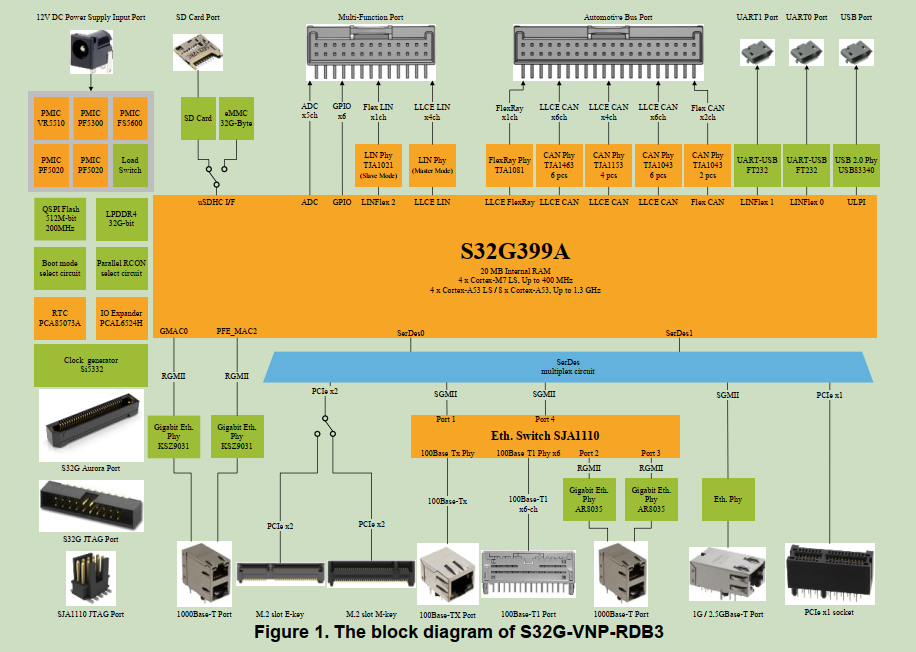 12V DC Power Supply Input Port
SD Card Port
Multi-Function Port
Automotive Bus Port
UART1 Port
UART0 Port
USB Port
PMIC
VR5510
PMIC
PF5300
PMIC
FS5600
PMIC
PF5020
PMIC
PF5020
Load
Switch
SD Card
eMMC
32G-Byte
ADC
x5ch
GPIO
x6
Flex LIN
x1ch
LLCE LIN
x4ch
FlexRay
x1ch
LLCE CAN
x6ch
LLCE CAN
x4ch
LLCE CAN
x6ch
Flex CAN
x2ch
LIN Phy
TJA1021
(Slave Mode)
LIN Phy
(Master Mode)
FlexRay Phy
TJA1081
CAN Phy
TJA1463
6 pcs
CAN Phy
TJA1153
4 pcs
CAN Phy
TJA1043
6 pcs
CAN Phy
TJA1043
2 pcs
UART-USB
FT232
UART-USB
FT232
USB 2.0 Phy
USB83340
uSDHC I/F
ADC
GPIO
LINFlex 2
LLCE LIN
LLCE FlexRay
LLCE CAN
LLCE CAN
LLCE CAN
Flex CAN
LINFlex 1
LINFlex 0
ULPI
QSPI Flash
512M-bit
200MHz
LPDDR4
32G-bit
Boot mode
select circuit
Parallel RCON
select circuit
RTC
PCA85073A
IO Expander
PCAL6524H
Clock generator
Si5332
S32G399A
20 MB Internal RAM
4 x Cortex-M7 LS, Up to 400 MHz
4 x Cortex-A53 LS / 8 x Cortex-A53, Up to 1.3 GHz
GMAC0
PFE_MAC2
SerDes0
SerDes1
SerDes
multiplex circuit
RGMII
RGMII
PCIe x2
SGMII
SGMII
SGMII
PCIe x1
Gigabit Eth.
Phy
KSZ9031
Gigabit Eth.
Phy
KSZ9031
Port 1
Port 4
Eth. Switch SJA1110
100Base Tx Phy
100Base T1 Phy x6
Port 2
Port 3
RGMII
RGMII
Gigabit Eth.
Phy
AR8035
Gigabit Eth.
Phy
AR8035
Eth. Phy
100Base-Tx
100Base-T1
x6-ch
PCIe x2
PCIe x2
S32G Aurora Port
S32G JTAG Port
SJA1110 JTAG Port
1000Base-T Port
M.2 slot E-key
M.2 slot M-key
100Base-TX Port
100Base-T1 Port
1000Base-T Port
1G / 2.5GBase-T Port
PCIe x1 socket
Figure 1. The block diagram of S32G-VNP-RDB3